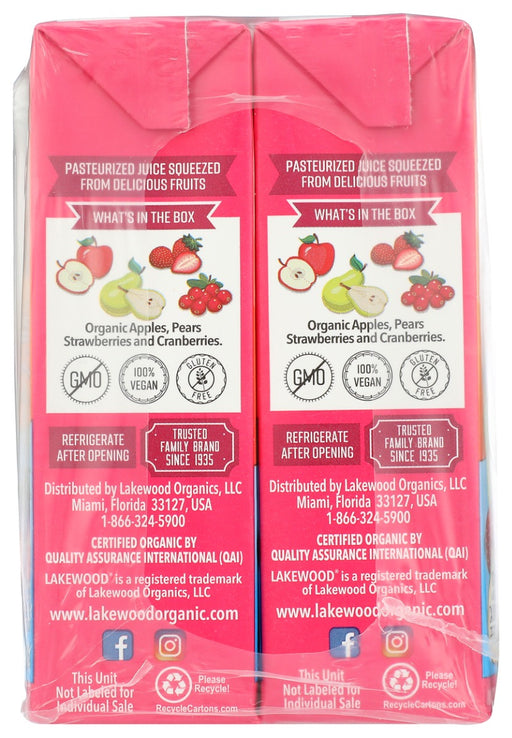 PASTEURIZED JUICE SQUEEZED
FROM DELICIOUS FRUITS
WHAT'S IN THE BOX
Organic Apples, Pears
Strawberries and Cranberries.
GMO
100%
VEGAN
GLUTEN
FREE
REFRIGERATE
AFTER OPENING
TRUSTED
FAMILY BRAND
SINCE 1935
Distributed by Lakewood Organics, LLC
Miami, Florida 33127, USA
1-866-324-5900
CERTIFIED ORGANIC BY
QUALITY ASSURANCE INTERNATIONAL (QAI)
LAKEWOOD® is a registered trademark
of Lakewood Organics, LLC
www.lakewoodorganic.com
This Unit
Not Labeled for
Individual Sale
Please
Recycle!
RecycleCartons.com
PASTEURIZED JUICE SQUEEZED
FROM DELICIOUS FRUITS
WHAT'S IN THE BOX
Organic Apples, Pears
Strawberries and Cranberries.
GMO
100%
VEGAN
GLUTEN
FREE
REFRIGERATE
AFTER OPENING
TRUSTED
FAMILY BRAND
SINCE 1935
Distributed by Lakewood Organics, LLC
Miami, Florida 33127, USA
1-866-324-5900
CERTIFIED ORGANIC BY
QUALITY ASSURANCE INTERNATIONAL (QAI)
LAKEWOOD® is a registered trademark
of Lakewood Organics, LLC
www.lakewoodorganic.com
This Unit
Not Labeled for
Individual Sale
Please
Recycle!
RecycleCartons.com